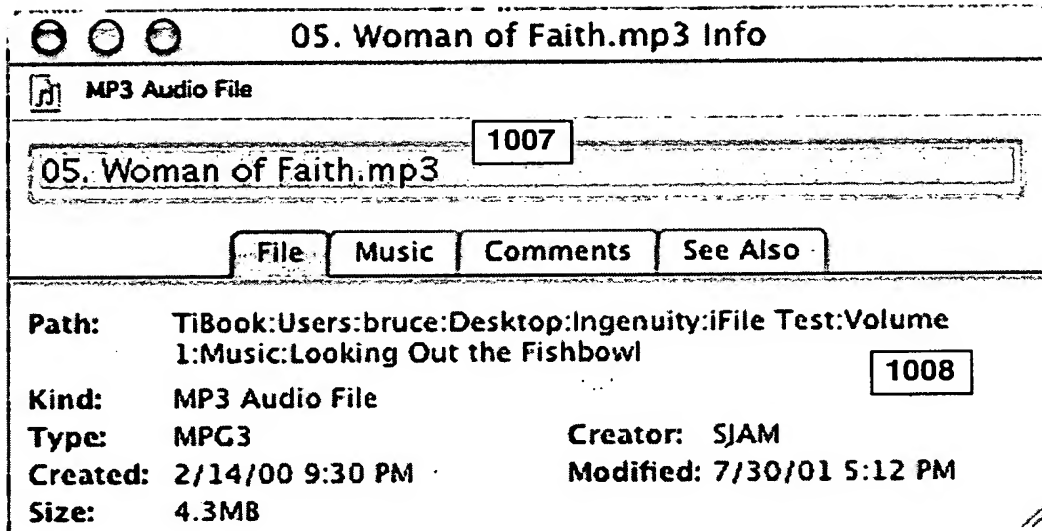 05. Woman of Faith.mp3 Info
MP3 Audio File
1007
05. Woman of Faith.mp3
File Music Comments See Also
Path: TiBook:Users:bruce:Desktop:Ingenuity:iFile Test:Volume
1:Music:Looking Out the Fishbowl
1008
Kind: MP3 Audio File
Type: MPG3 Creator: SJAM
Created: 2/14/00 9:30 PM Modified: 7/30/01 5:12 PM
Size: 4.3MB